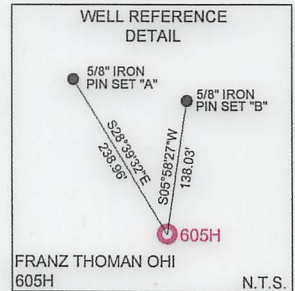 WELL REFERENCE
DETAIL
5/8" IRON
PIN SET "A"
5/8" IRON
PIN SET "B"
S28°39'32"E
238.96'
S05°58'27"W
138.03'
605H
FRANZ THOMAN OHI
605H
N.T.S.